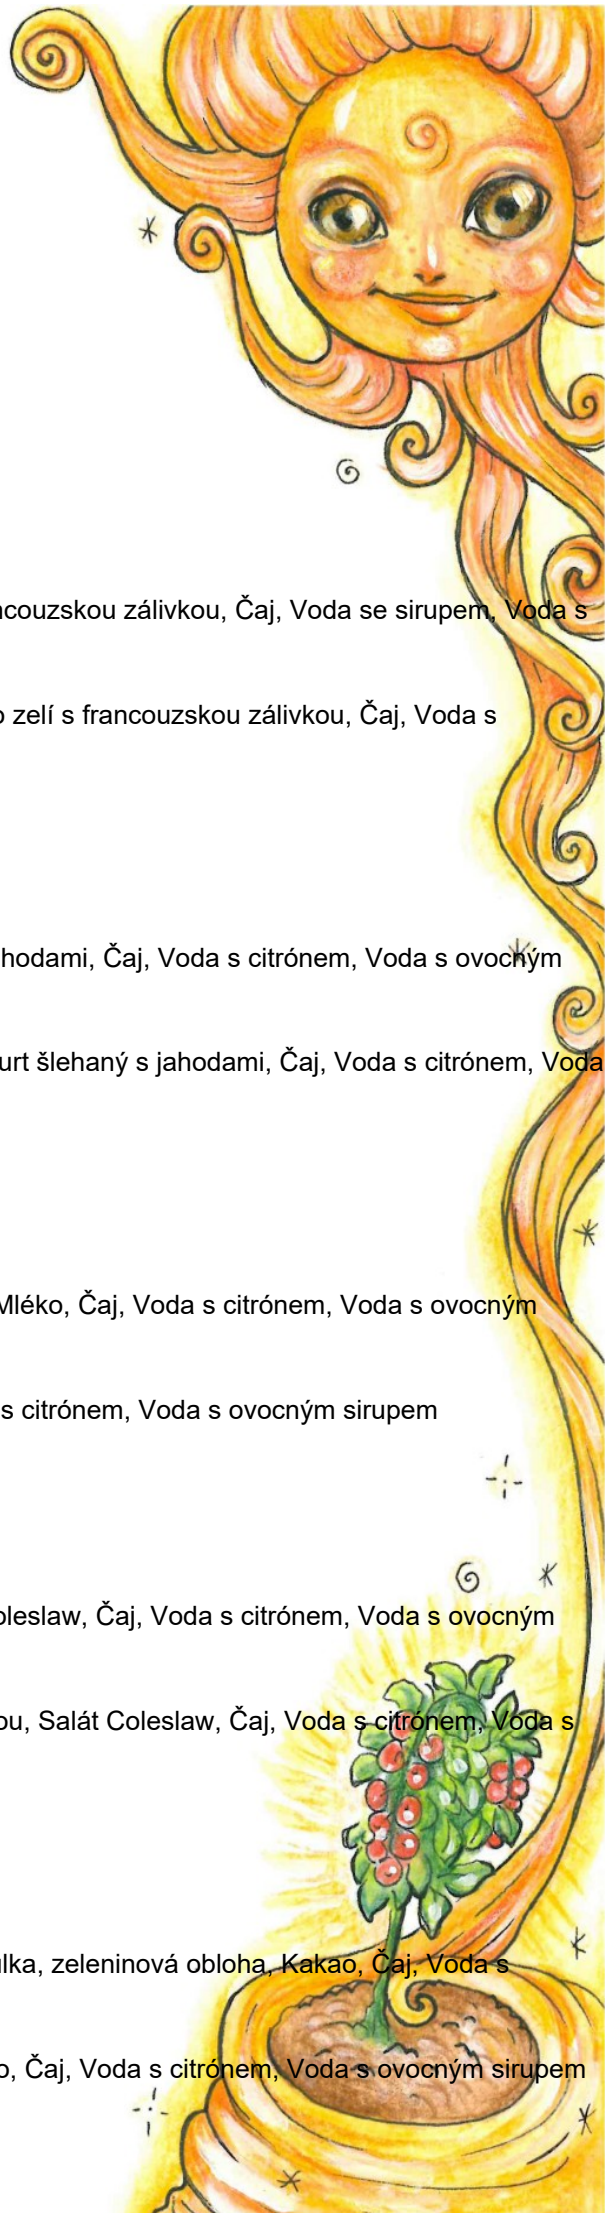 couzskou zálivkou, Čaj, Voda se sirupem, Voda s
zelí s francouzskou zálivkou, Čaj, Voda s
hodami, Čaj, Voda s citrónem, Voda s ovocným
urt šlehaný s jahodami, Čaj, Voda s citrónem, Voda
Mléko, Čaj, Voda s citrónem, Voda s ovocným
s citrónem, Voda s ovocným sirupem
oleslaw, Čaj, Voda s citrónem, Voda s ovocným
ou, Salát Coleslaw, Čaj, Voda s citrónem, Voda s
lka, zeleninová obloha, Kakao, Čaj, Voda s
o, Čaj, Voda s citrónem, Voda s ovocným sirupem